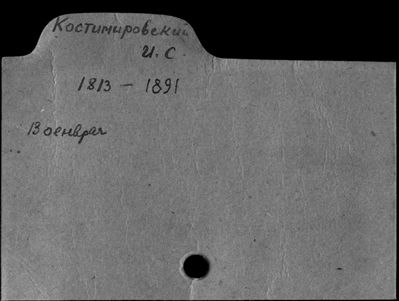 Костимировский
И. С.
1813 – 1891
Военврач